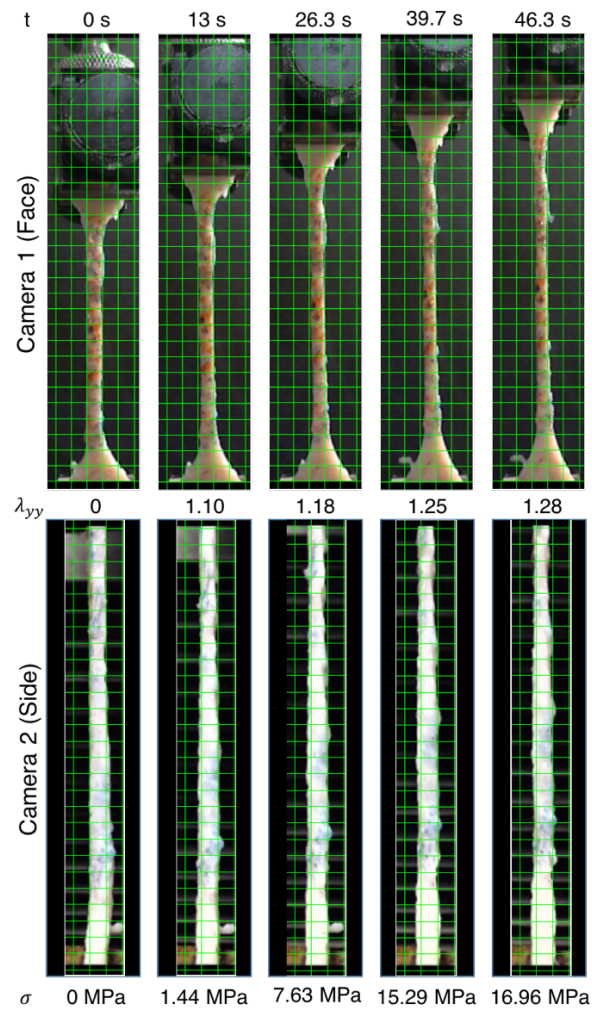 t 0 s 13 s 26.3 s 39.7 s 46.3 s
Camera 1 (Face)
λyy 0 1.10 1.18 1.25 1.28
Camera 2 (Side)
σ 0 MPa 1.44 MPa 7.63 MPa 15.29 MPa 16.96 MPa